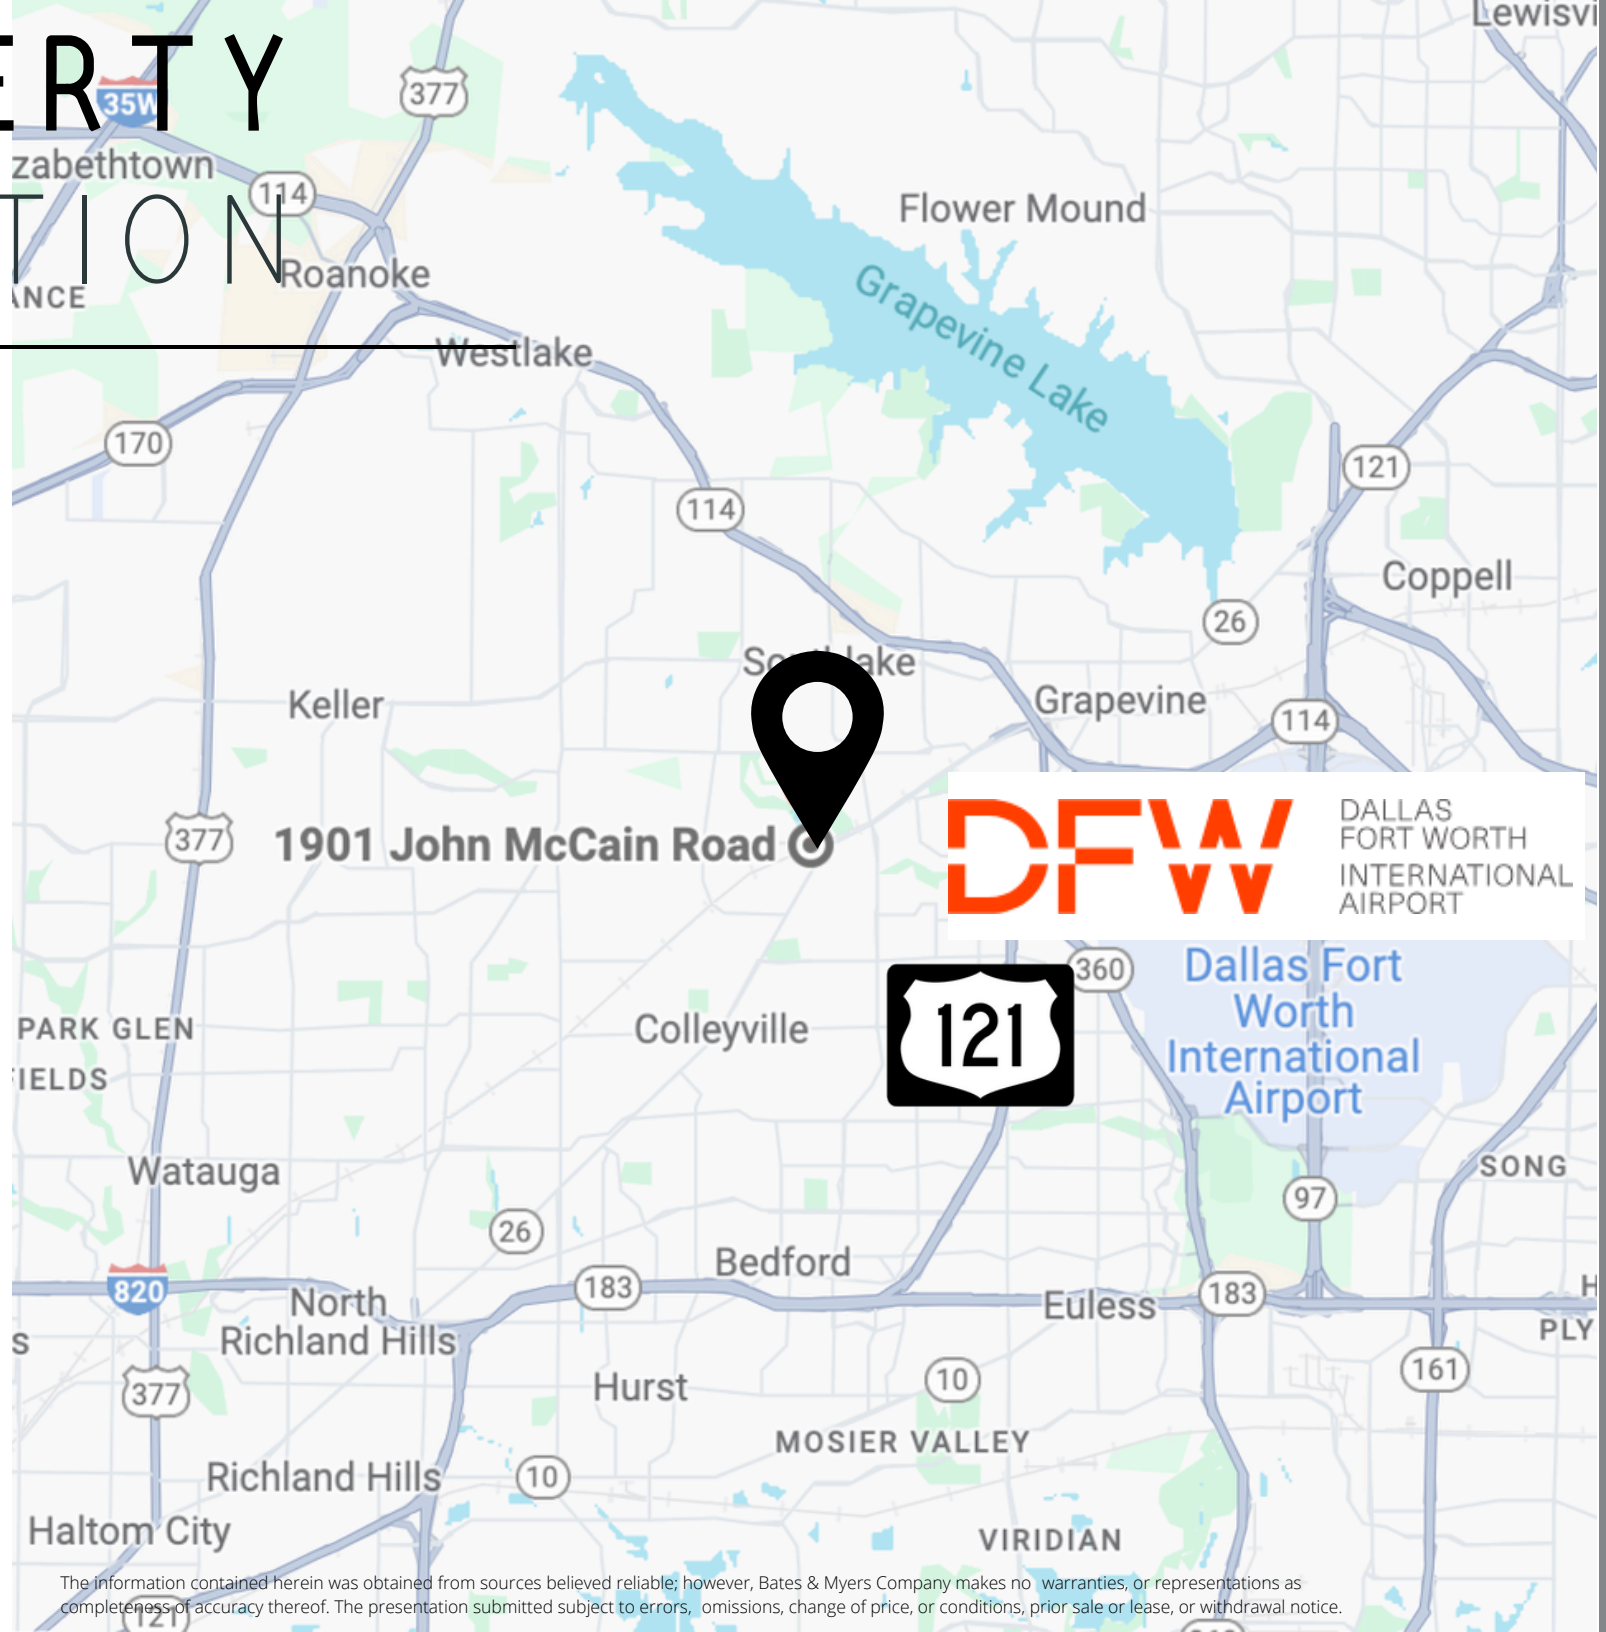 Lewisvi
ERTY
35W
377
zabethtown
114
Flower Mound
TION
Roanoke
ANCE
Grapevine Lake
Westlake
170
121
114
Coppell
26
Southlake
Keller
Grapevine
114
377
1901 John McCain Road
DFW
DALLAS
FORT WORTH
INTERNATIONAL
AIRPORT
360
Dallas Fort
Worth
International
Airport
121
PARK GLEN
Colleyville
FIELDS
Watauga
SONG
97
26
Bedford
820
183
183
North
Richland Hills
Euless
H
PLY
s
161
377
Hurst
10
MOSIER VALLEY
Richland Hills
10
Haltom City
VIRIDIAN
The information contained herein was obtained from sources believed reliable; however, Bates & Myers Company makes no warranties, or representations as
completeness of accuracy thereof. The presentation submitted subject to errors, omissions, change of price, or conditions, prior sale or lease, or withdrawal notice.
121